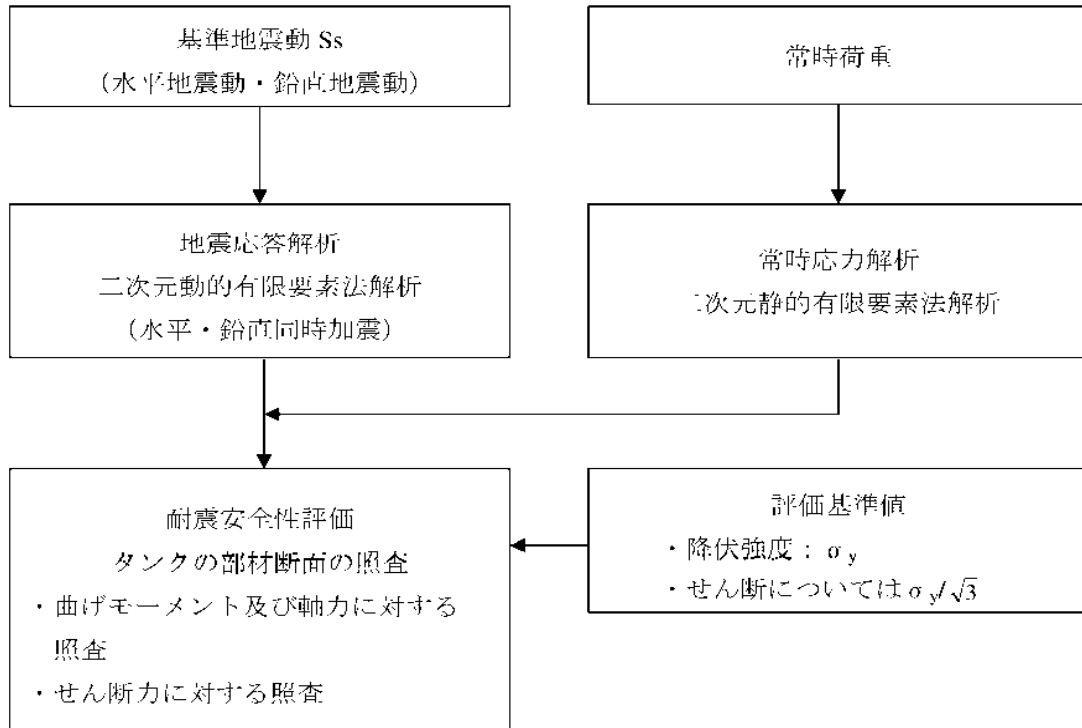 基準地震動 Ss
（水平地震動・鉛直地震動）
常時荷重
地震応答解析
二次元動的有限要素法解析
（水平・鉛直同時加震）
常時応力解析
二次元静的有限要素法解析
耐震安全性評価
タンクの部材断面の照査
・曲げモーメント及び軸力に対する
照査
・せん断力に対する照査
評価基準値
・降伏強度：σy
・せん断についてはσy/√3